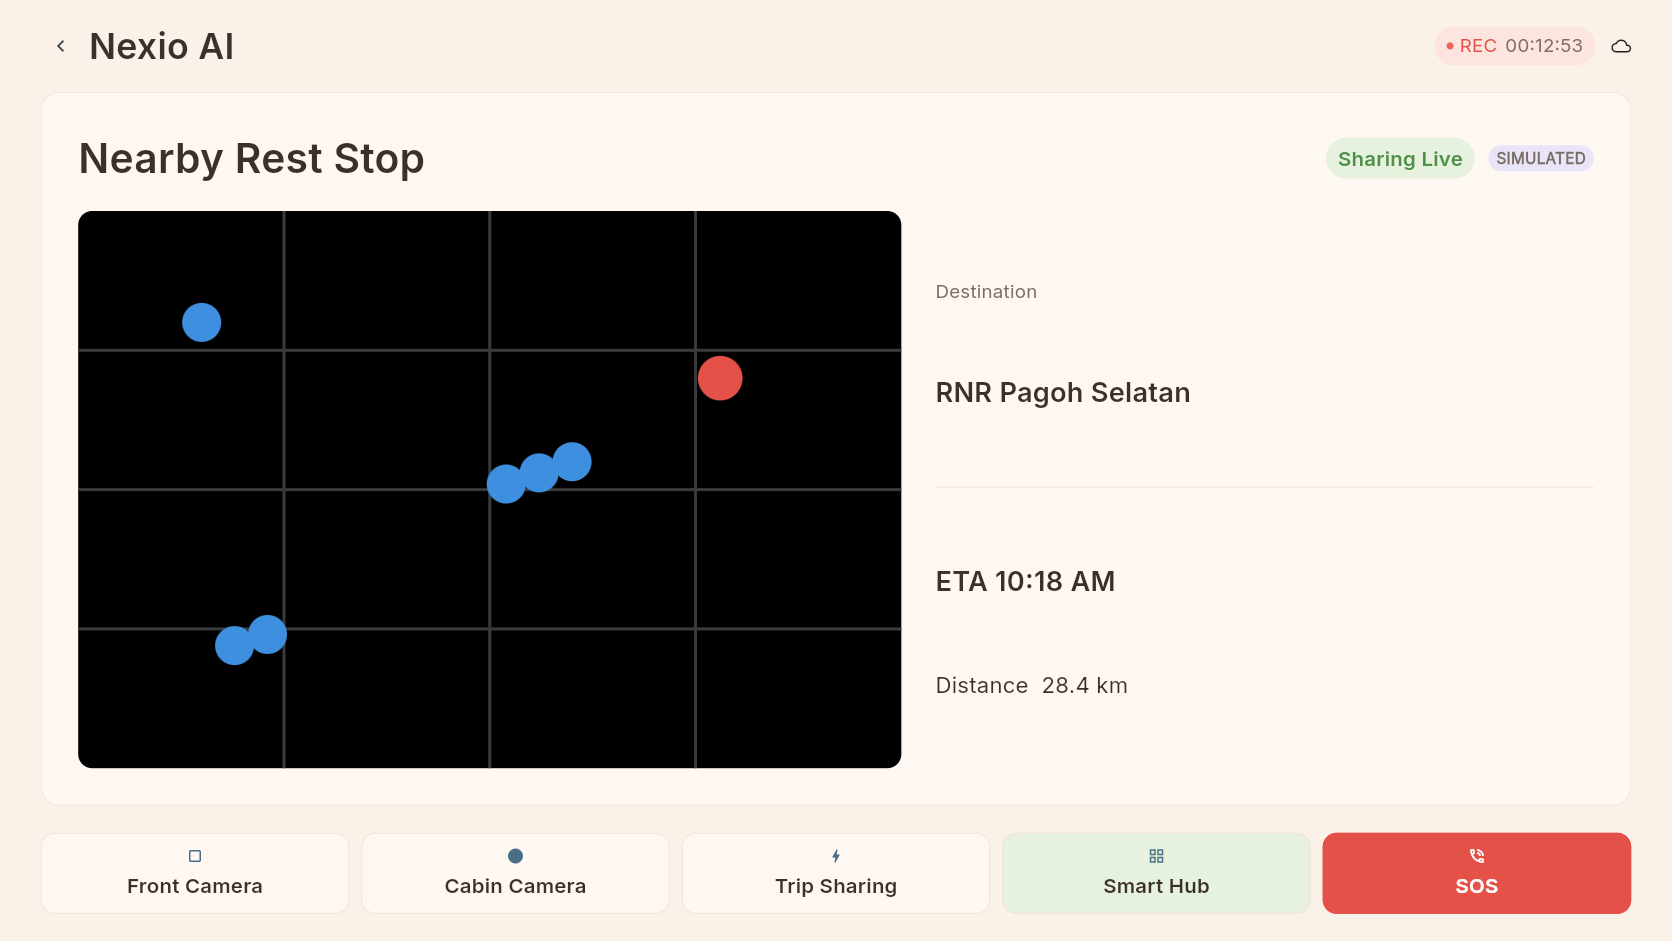 Nexio AI
REC 00:12:53
Nearby Rest Stop
Sharing Live
SIMULATED
Destination
RNR Pagoh Selatan
ETA 10:18 AM
Distance 28.4 km
Front Camera
Cabin Camera
Trip Sharing
Smart Hub
SOS